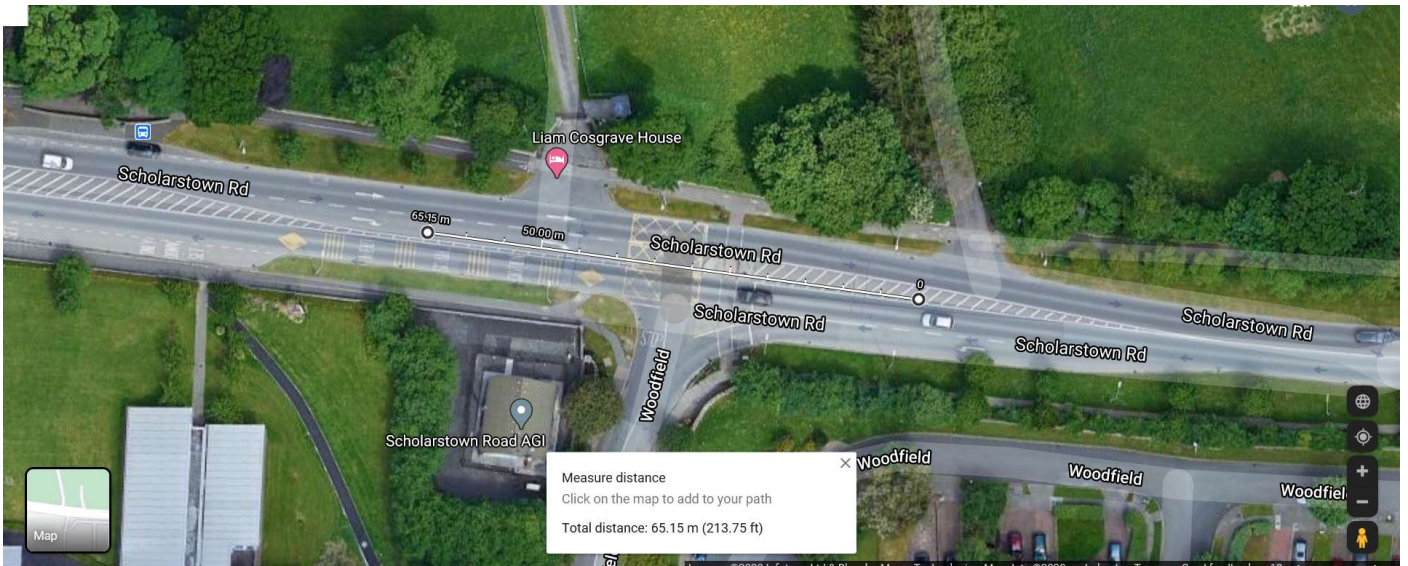 Liam Cosgrave House
Scholarstown Rd
65.15 m
50.00 m
Scholarstown Rd
0
Scholarstown Rd
Scholarstown Rd
Scholarstown Rd
Woodfield
Scholarstown Road AGI
Woodfield
Woodfield
Woodfiel
Measure distance
Click on the map to add to your path
Total distance: 65.15 m (213.75 ft)
Map